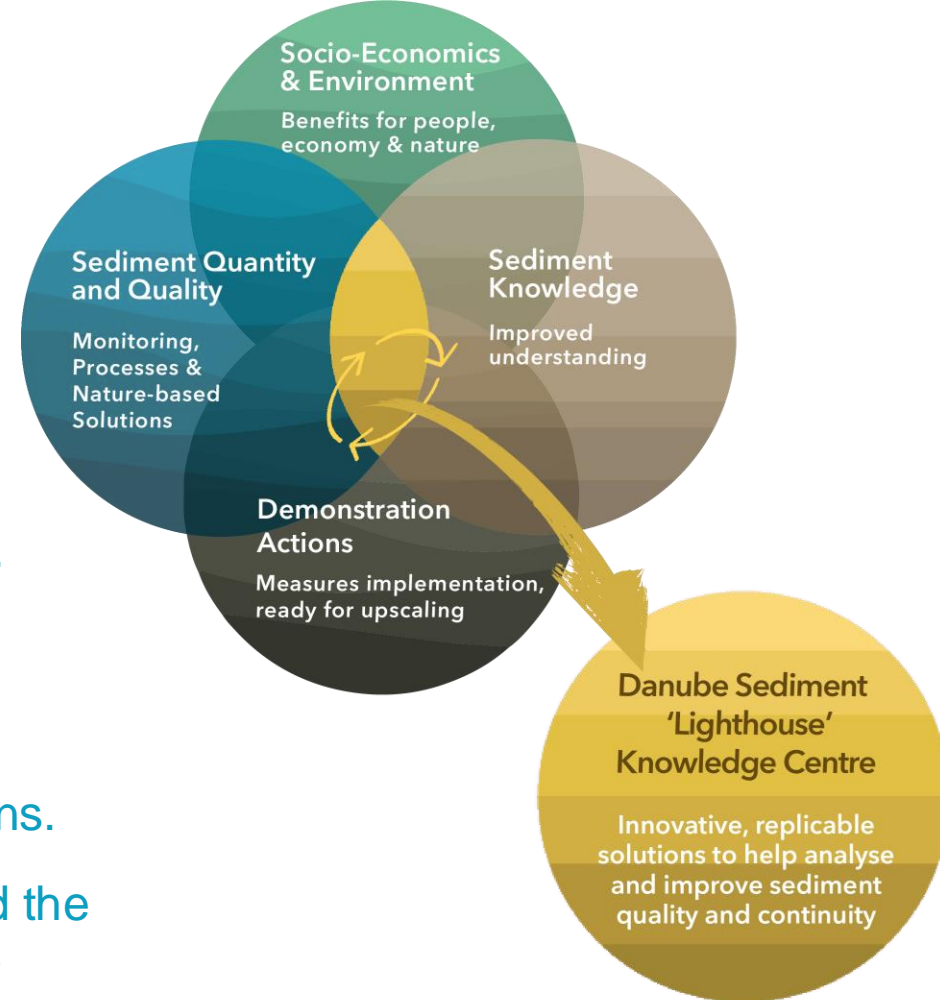 Socio-Economics
& Environment
Benefits for people,
economy & nature
Sediment Quantity
and Quality
Monitoring,
Processes &
Nature-based
Solutions
Sediment
Knowledge
Improved
understanding
Demonstration
Actions
Measures implementation,
ready for upscaling
Danube Sediment
'Lighthouse'
Knowledge Centre
Innovative, replicable
solutions to help analyse
and improve sediment
quality and continuity
the